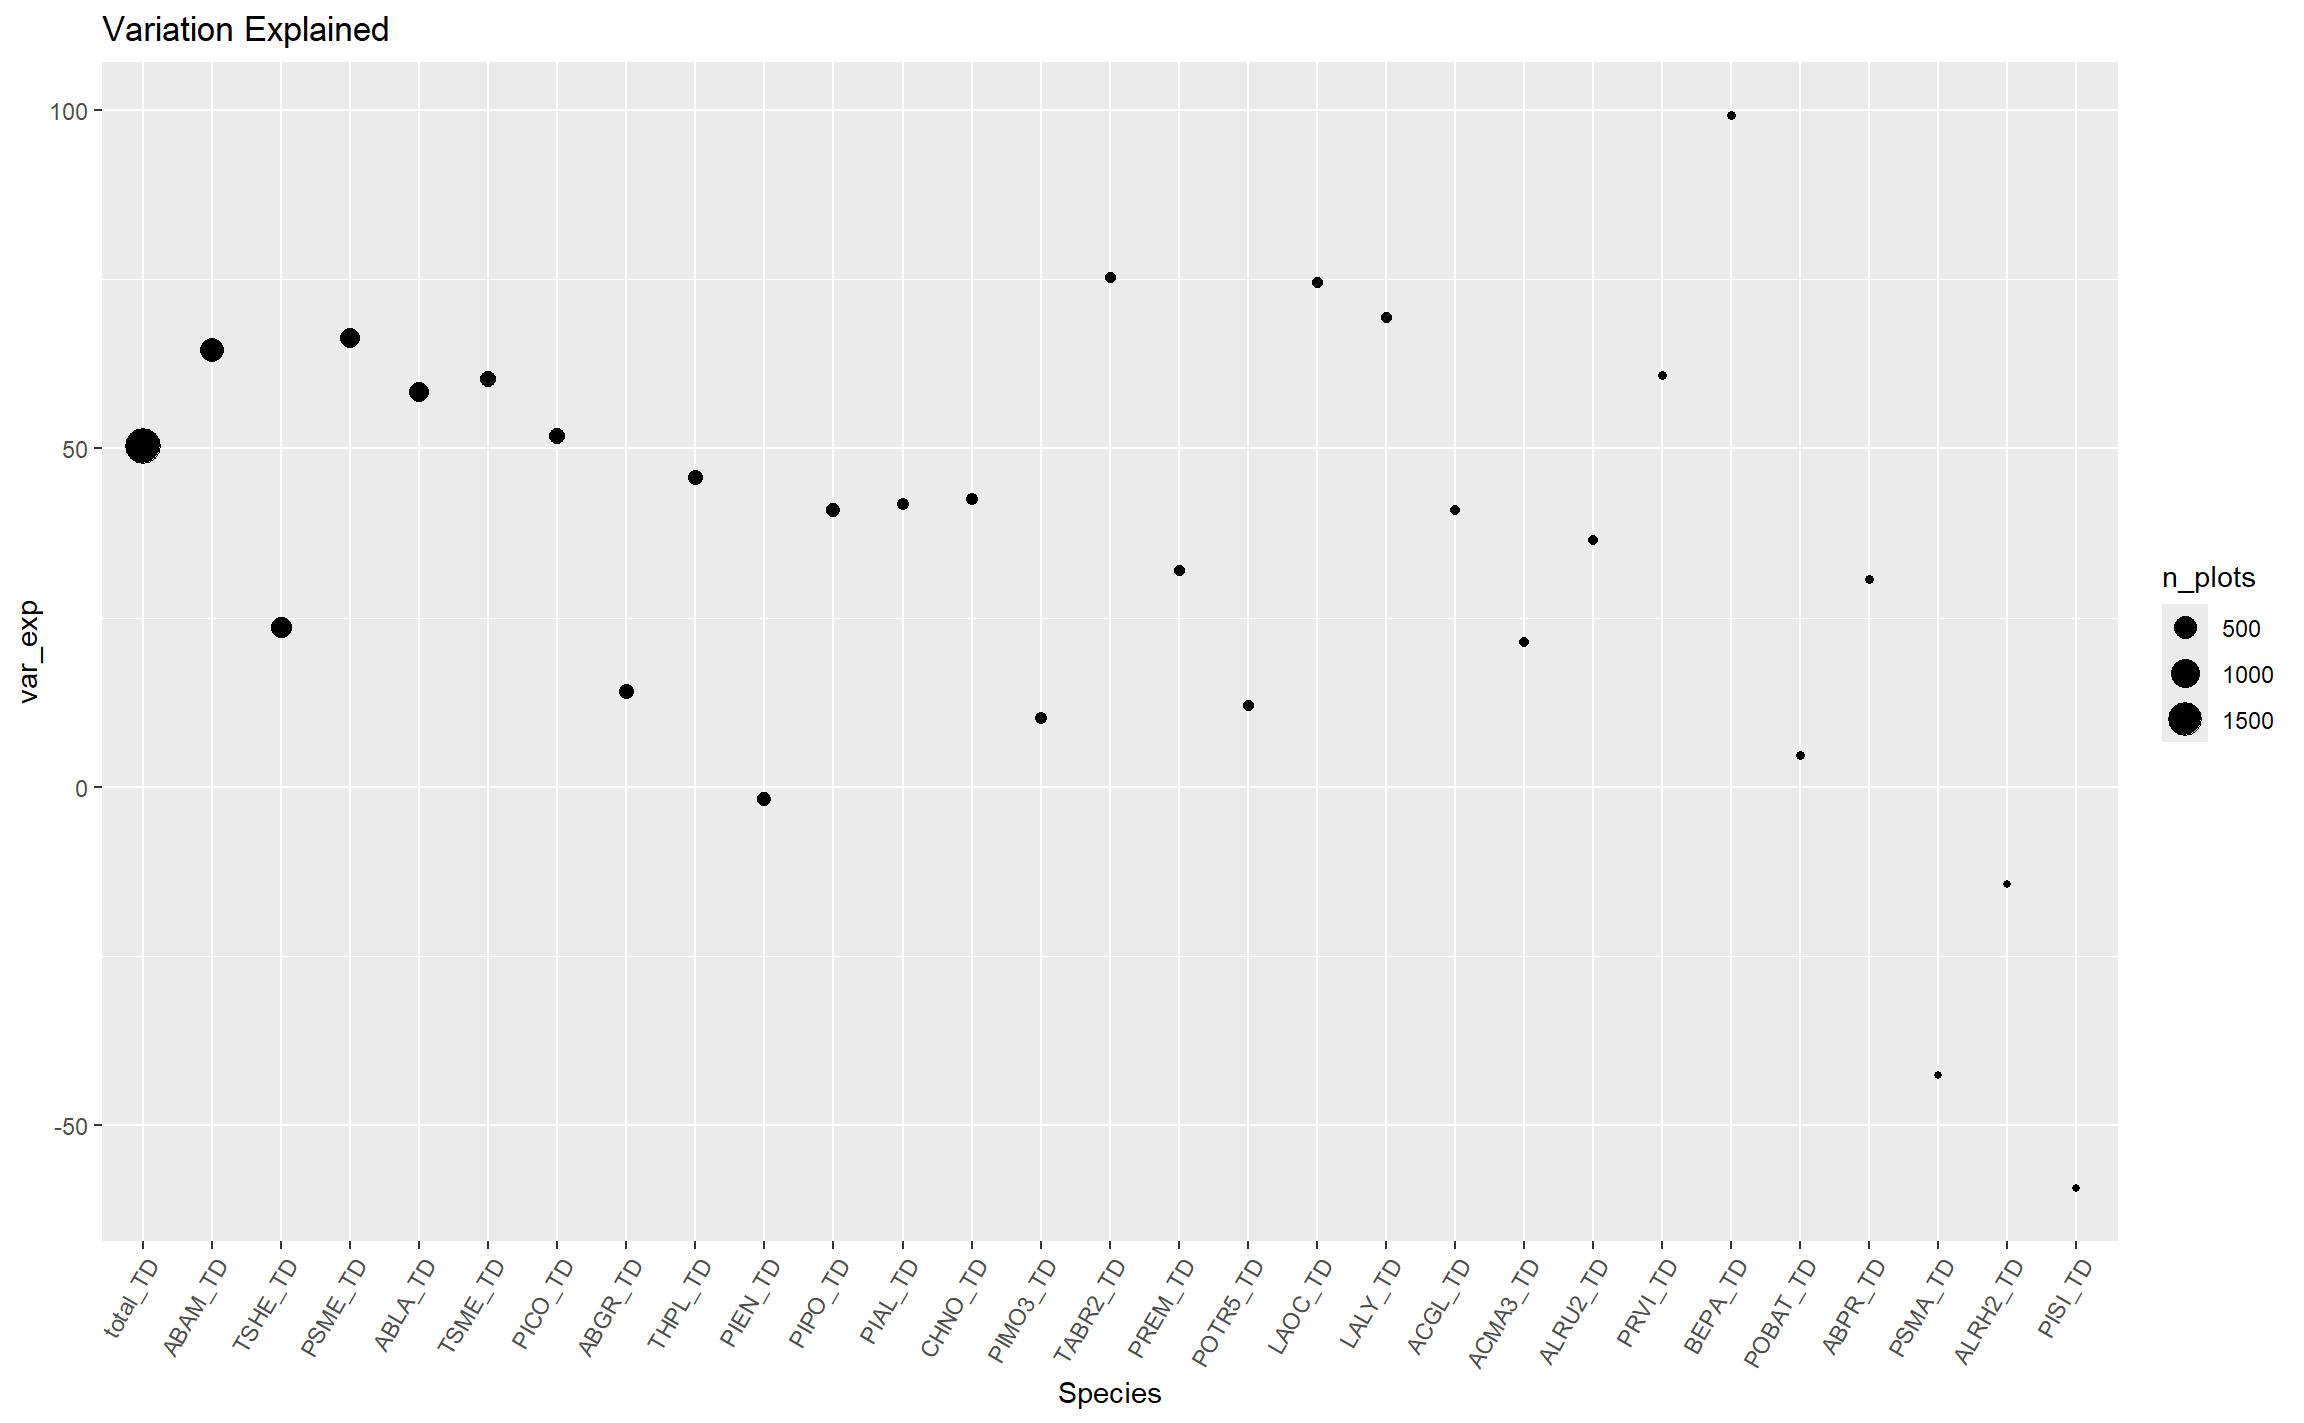 Variation Explained
100
50
0
-50
var_exp
total_TD
ABAM_TD
TSHE_TD
PSME_TD
ABLA_TD
TSME_TD
PICO_TD
ABGR_TD
THPL_TD
PIEN_TD
PIPO_TD
PIAL_TD
CHNO_TD
PIMO3_TD
TABR2_TD
PREM_TD
POTR5_TD
LAOC_TD
LALY_TD
ACGL_TD
ACMA3_TD
ALRU2_TD
PRVI_TD
BEPA_TD
POBAT_TD
ABPR_TD
PSMA_TD
ALRH2_TD
PISI_TD
Species
n_plots
500
1000
1500